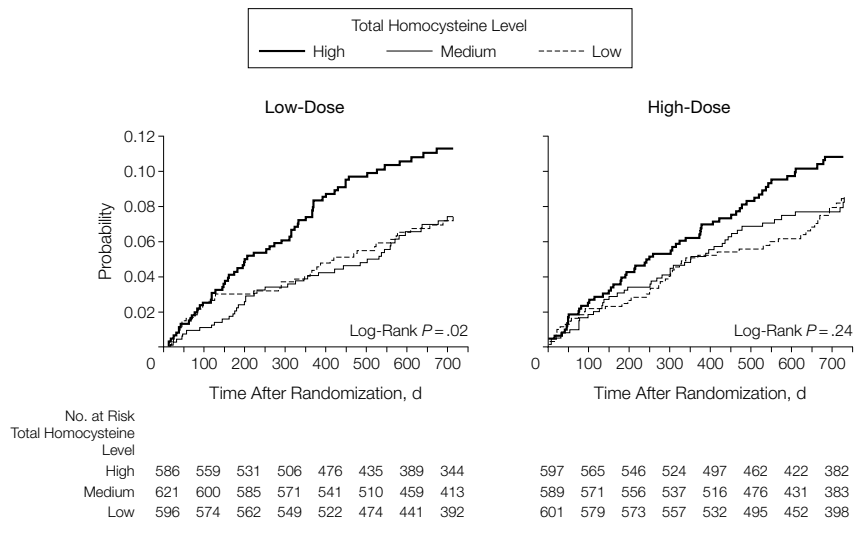 Total Homocysteine Level
High Medium Low
Low-Dose
High-Dose
0.12
0.10
0.08
0.06
0.04
0.02
Probability
Log-Rank P = .02
Log-Rank P = .24
0 100 200 300 400 500 600 700
0 100 200 300 400 500 600 700
Time After Randomization, d
Time After Randomization, d
No. at Risk
Total Homocysteine
Level
High 586 559 531 506 476 435 389 344 597 565 546 524 497 462 422 382
Medium 621 600 585 571 541 510 459 413 589 571 556 537 516 476 431 383
Low 596 574 562 549 522 474 441 392 601 579 573 557 532 495 452 398